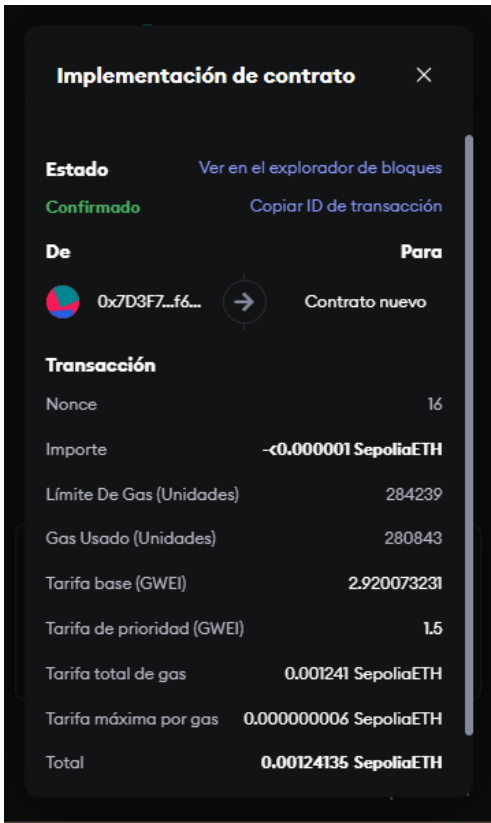 Implementación de contrato
Estado Ver en el explorador de bloques
Confirmado Copiar ID de transacción
De Para
0x7D3F7...f6... Contrato nuevo
Transacción
Nonce 16
Importe -<0.000001 SepoliaETH
Límite De Gas (Unidades) 284239
Gas Usado (Unidades) 280843
Tarifa base (GWEI) 2.920073231
Tarifa de prioridad (GWEI) 1.5
Tarifa total de gas 0.001241 SepoliaETH
Tarifa máxima por gas 0.000000006 SepoliaETH
Total 0.00124135 SepoliaETH